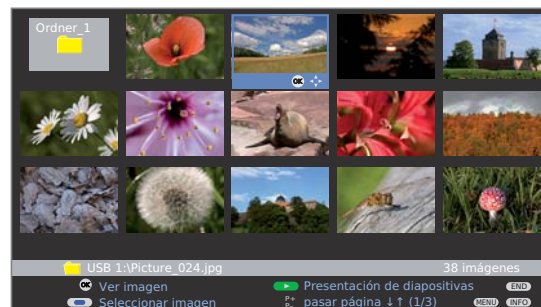 Ordner_1
OK
USB 1:\Picture_024.jpg 38 imágenes
OK Ver imagen Presentación de diapositivas END
Seleccionar imagen P+ P- pasar página ↓↑ (1/3) MENU INFO